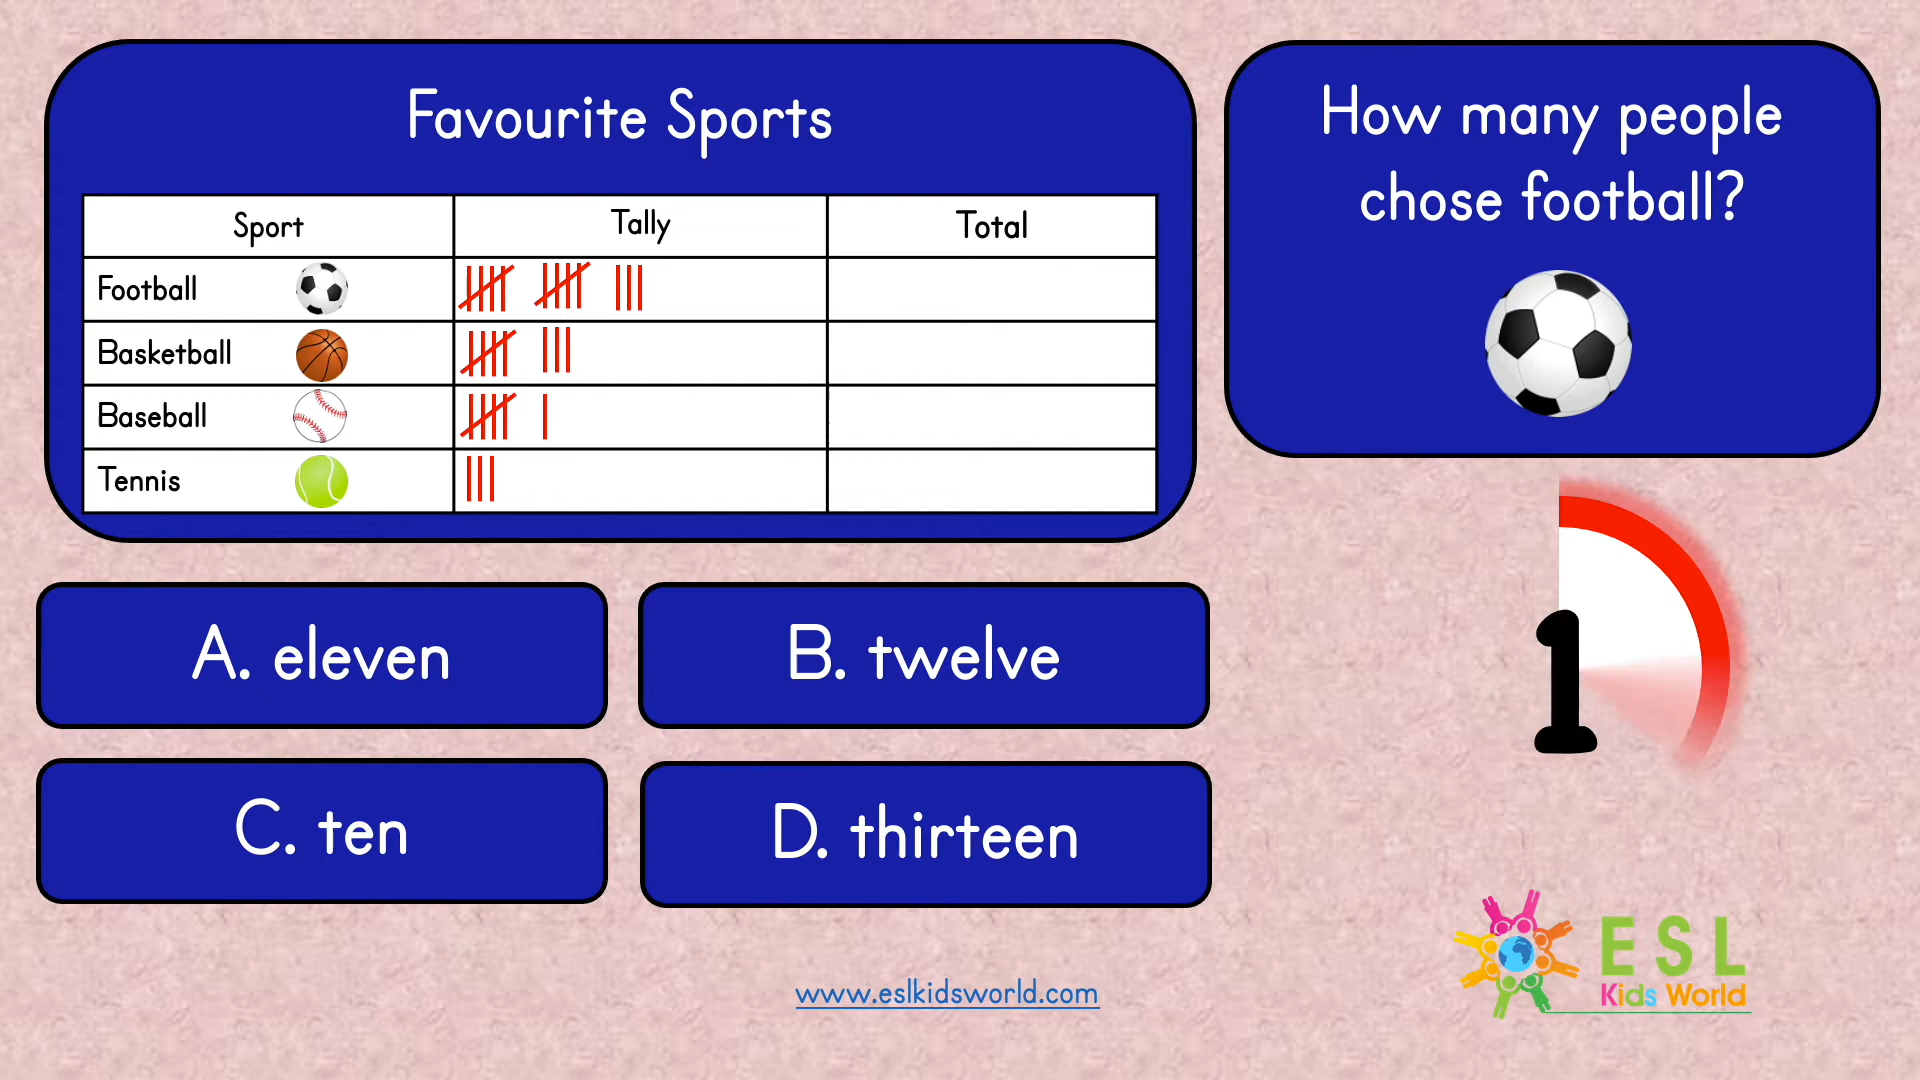 Favourite Sports
Sport Tally Total
Football
Basketball
Baseball
Tennis
How many people
chose football?
1
A. eleven
B. twelve
C. ten
D. thirteen
www.eslkidsworld.com
ESL
Kids World